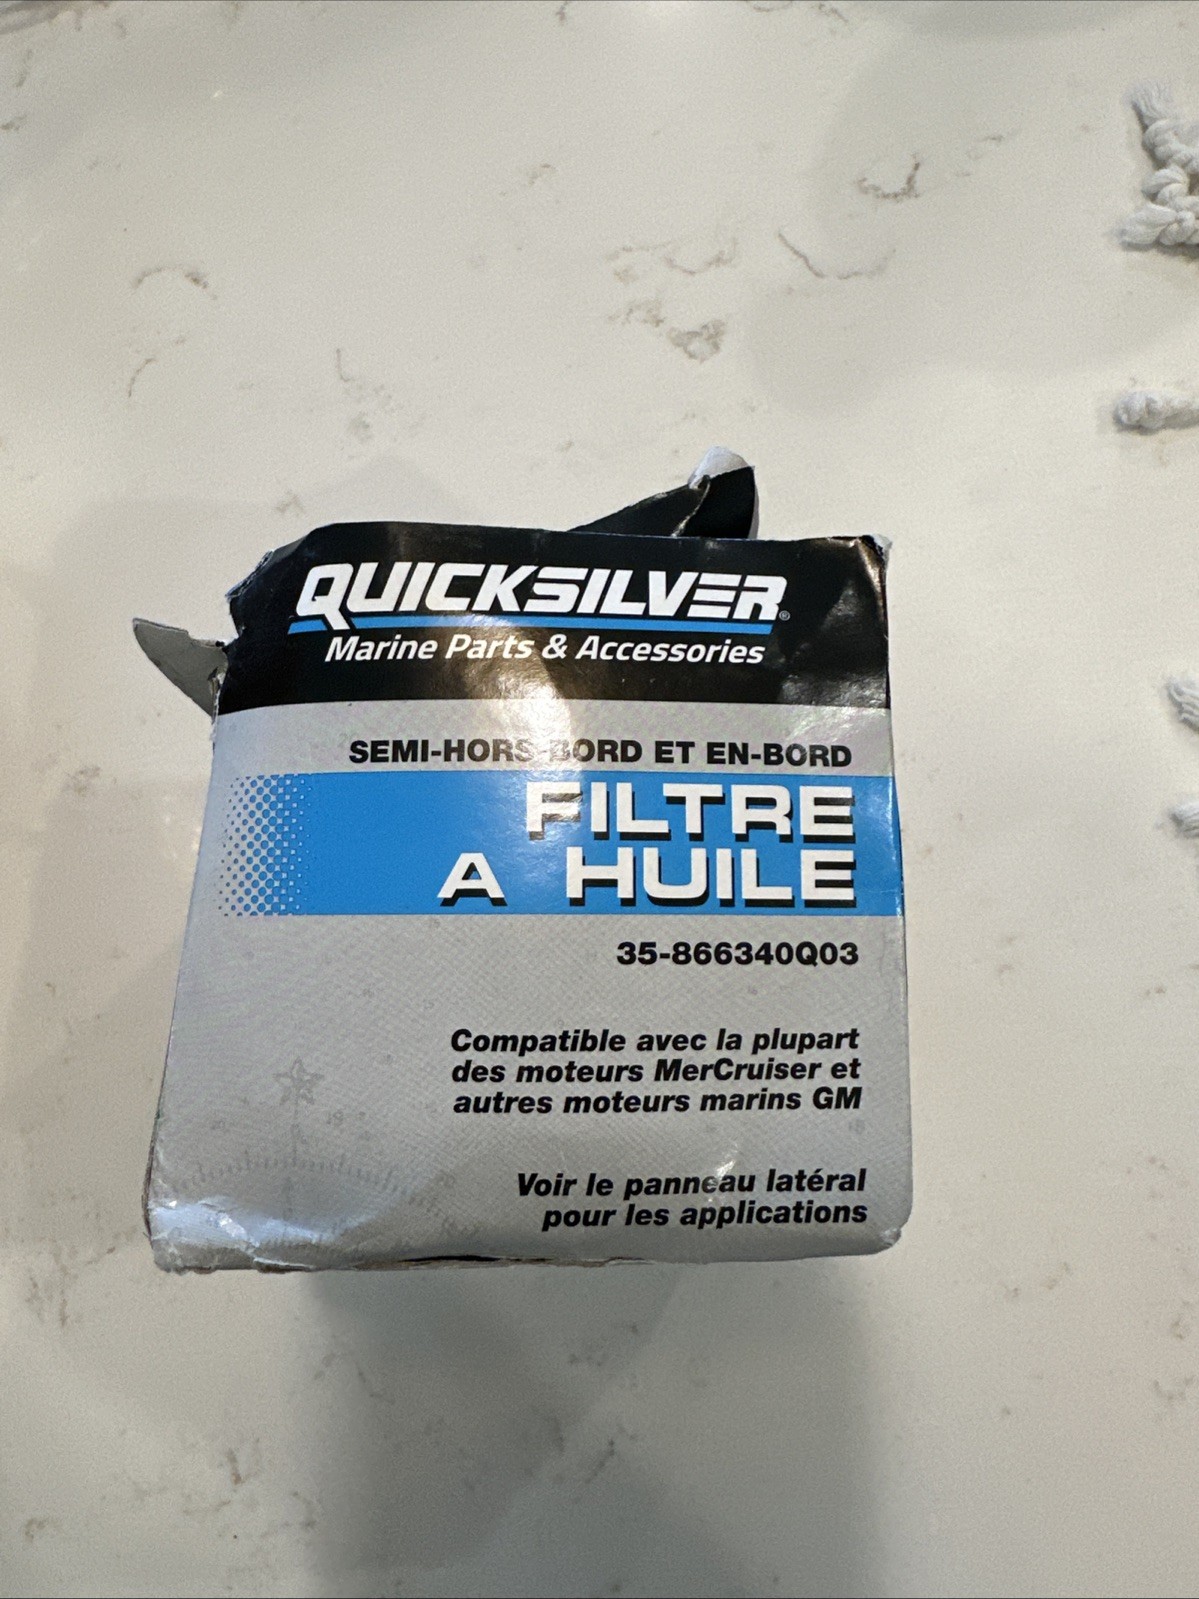 QUICKSILVER®
Marine Parts & Accessories
SEMI-HORS-BORD ET EN-BORD
FILTRE
A HUILE
35-866340Q03
Compatible avec la plupart
des moteurs MerCruiser et
autres moteurs marins GM
Voir le panneau latéral
pour les applications